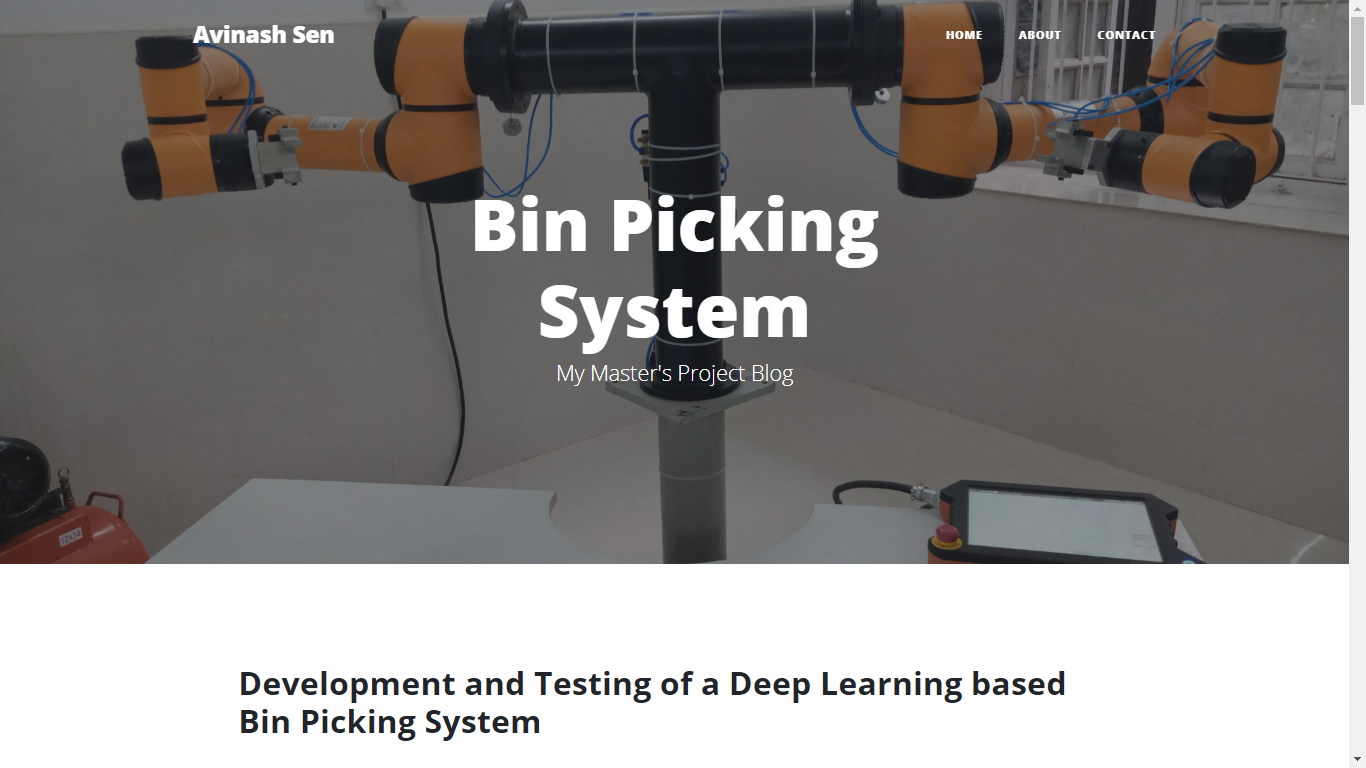 Avinash Sen
HOME ABOUT CONTACT
Bin Picking
System
My Master's Project Blog
12x34
Development and Testing of a Deep Learning based
Bin Picking System